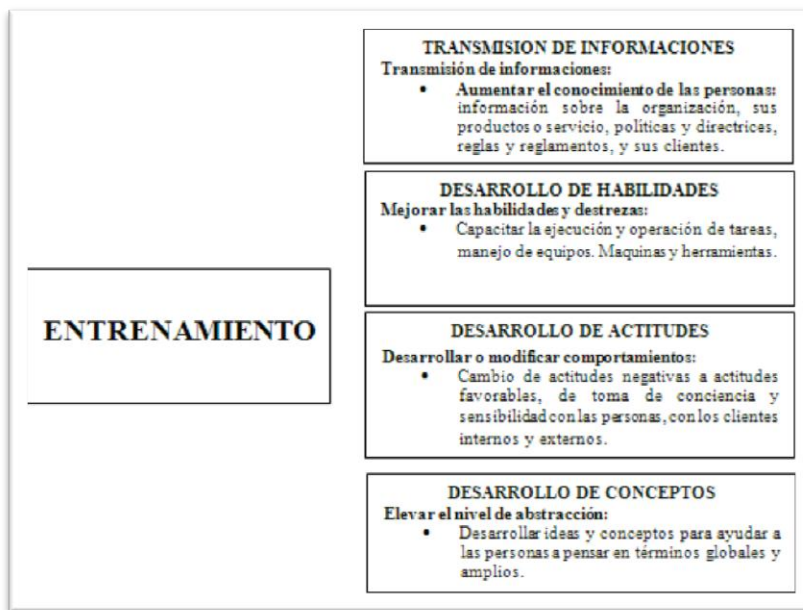 TRANSMISION DE INFORMACIONES
Transmisión de informaciones:
• Aumentar el conocimiento de las personas:
información sobre la organización, sus
productos o servicio, políticas y directrices,
reglas y reglamentos, y sus clientes.
DESARROLLO DE HABILIDADES
Mejorar las habilidades y destrezas:
• Capacitar la ejecución y operación de tareas,
manejo de equipos. Maquinas y herramientas.
ENTRENAMIENTO
DESARROLLO DE ACTITUDES
Desarrollar o modificar comportamientos:
• Cambio de actitudes negativas a actitudes
favorables, de toma de conciencia y
sensibilidad con las personas, con los clientes
internos y externos.
DESARROLLO DE CONCEPTOS
Elevar el nivel de abstracción:
• Desarrollar ideas y conceptos para ayudar a
las personas a pensar en términos globales y
amplios.